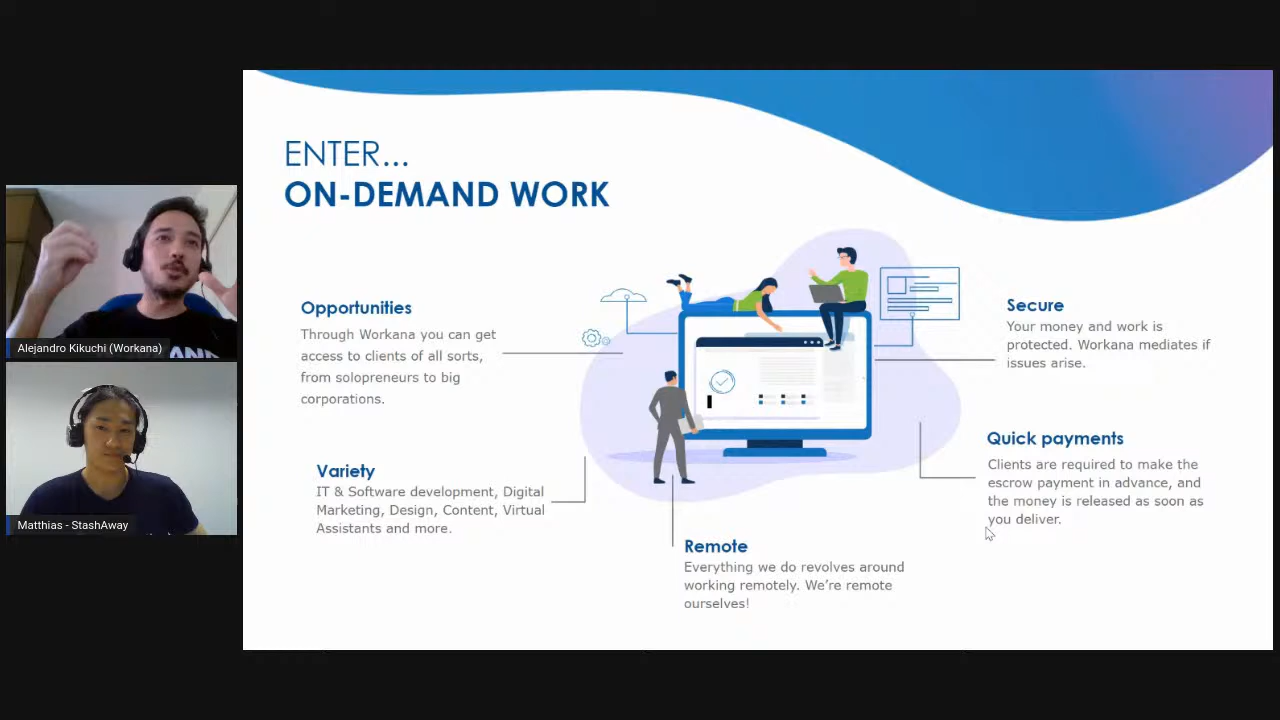 ENTER...
ON-DEMAND WORK
Opportunities
Through Workana you can get
access to clients of all sorts,
from solopreneurs to big
corporations.
Variety
IT & Software development, Digital
Marketing, Design, Content, Virtual
Assistants and more.
Remote
Everything we do revolves around
working remotely. We’re remote
ourselves!
Secure
Your money and work is
protected. Workana mediates if
issues arise.
Quick payments
Clients are required to make the
escrow payment in advance, and
the money is released as soon as
you deliver.
Alejandro Kikuchi (Workana)
Matthias - StashAway